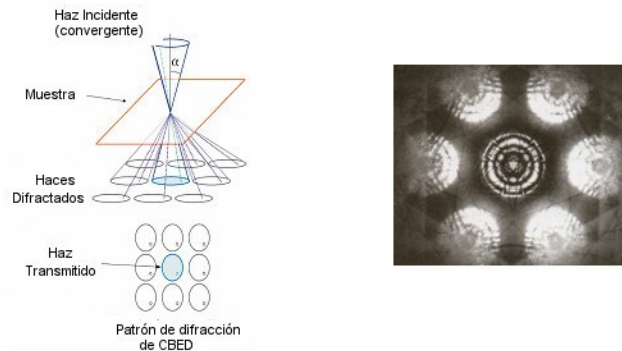 Haz Incidente
(convergente)
α
Muestra
Haces
Difractados
Haz
Transmitido
Patrón de difracción
de CBED